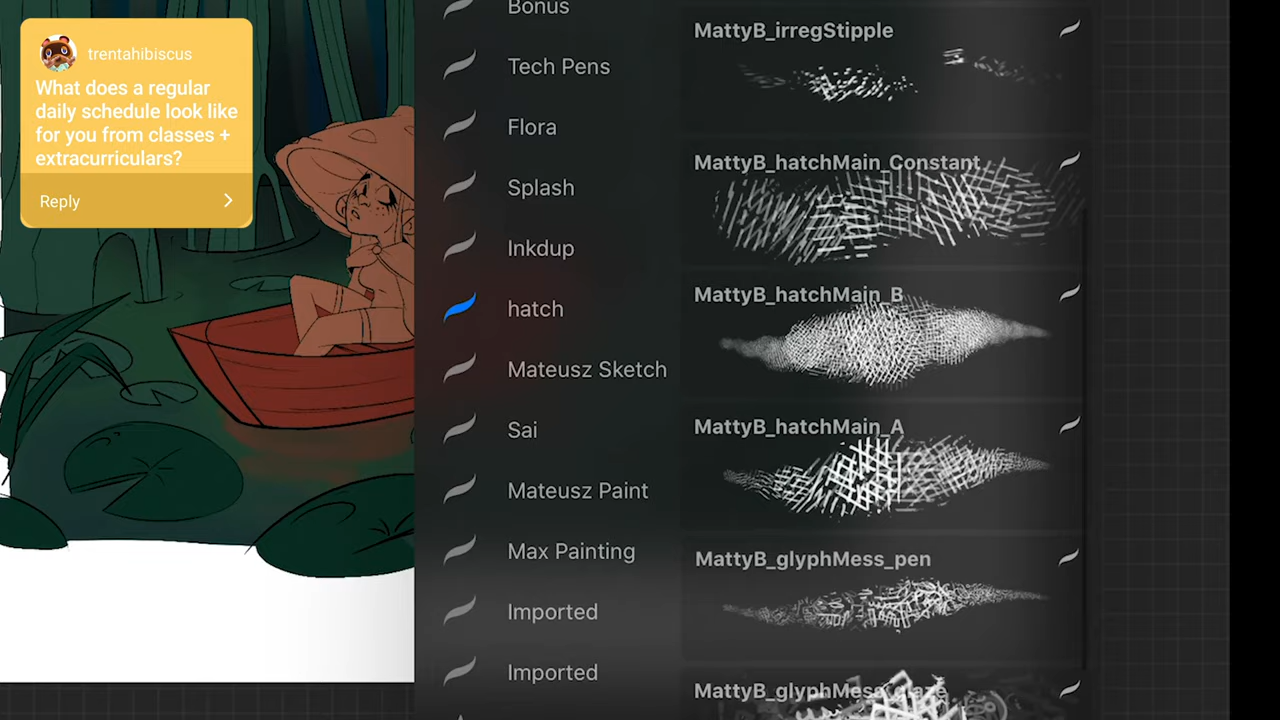 trentahibiscus
What does a regular
daily schedule look like
for you from classes +
extracurriculars?
Reply
Bonus
Tech Pens
Flora
Splash
Inkdup
hatch
Mateusz Sketch
Sai
Mateusz Paint
Max Painting
Imported
Imported
MattyB_irregStipple
MattyB_hatchMain_Constant
MattyB_hatchMain_B
MattyB_hatchMain_A
MattyB_glyphMess_pen
MattyB_glyphMess_glaze